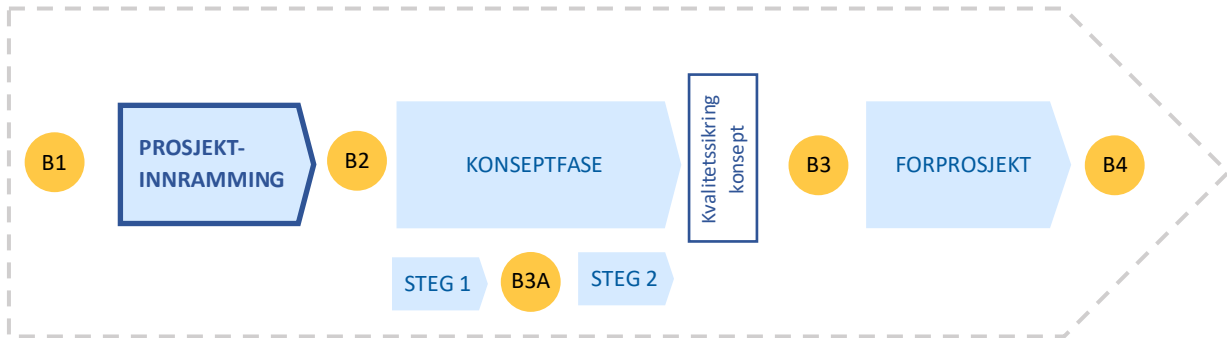 B1
PROSJEKT-
INNRAMMING
B2
KONSEPTFASE
Kvalitetssikring
konsept
B3
FORPROSJEKT
B4
STEG 1
B3A
STEG 2